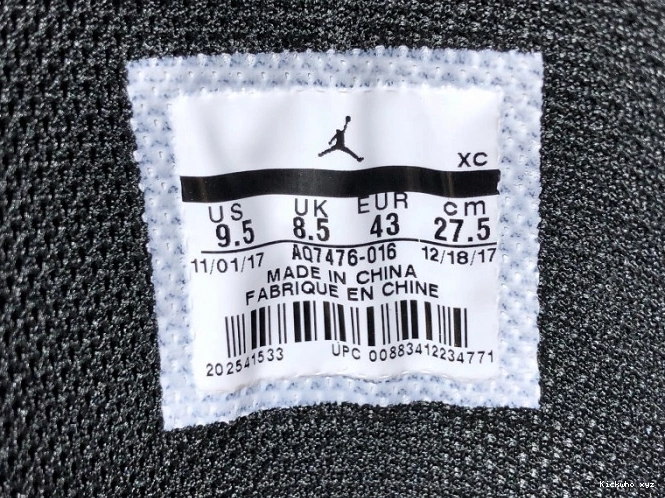 XC
US UK EUR cm
9.5 8.5 43 27.5
11/01/17 AQ7476-016 12/18/17
MADE IN CHINA
FABRIQUE EN CHINE
202541533 UPC 00883412234771
Kickwho xyz